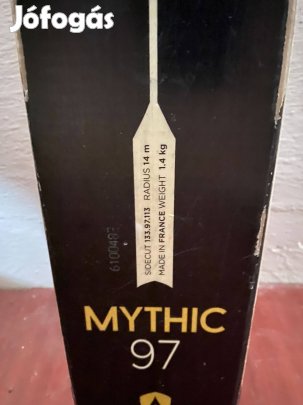 Jófogás
SIDECUT 133.97.113 RADIUS 14 m
MADE IN FRANCE WEIGHT 1,4 kg
MYTHIC
97